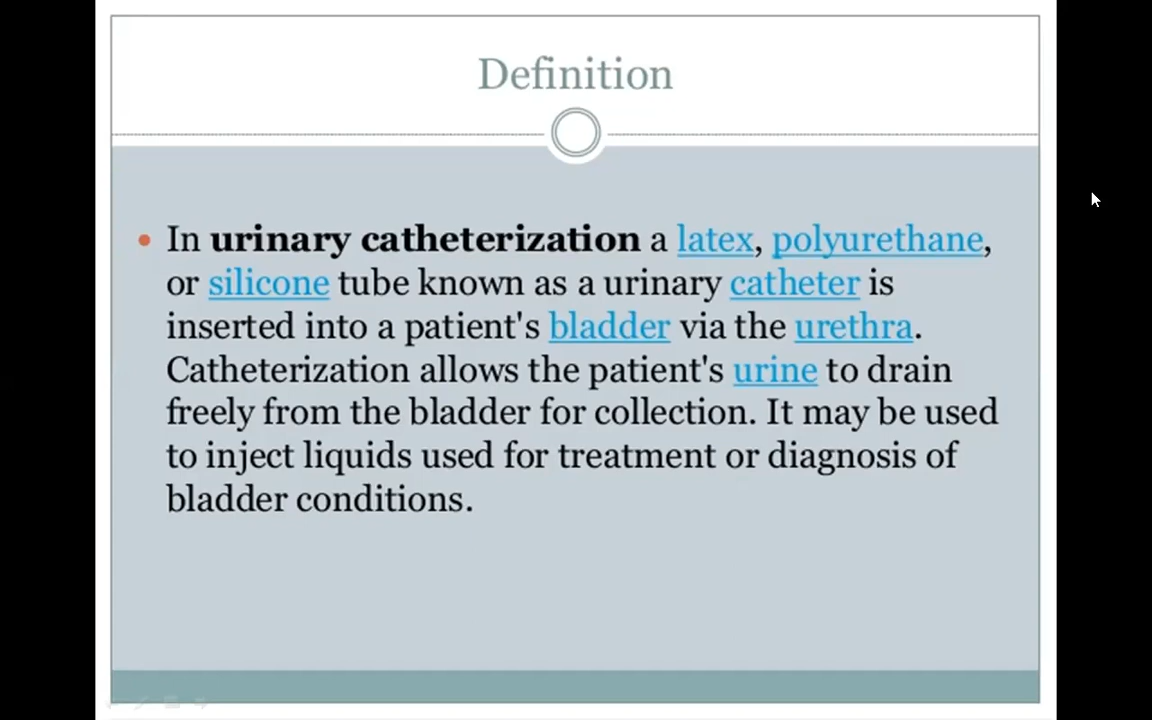 Definition
• In urinary catheterization a latex, polyurethane,
or silicone tube known as a urinary catheter is
inserted into a patient's bladder via the urethra.
Catheterization allows the patient's urine to drain
freely from the bladder for collection. It may be used
to inject liquids used for treatment or diagnosis of
bladder conditions.